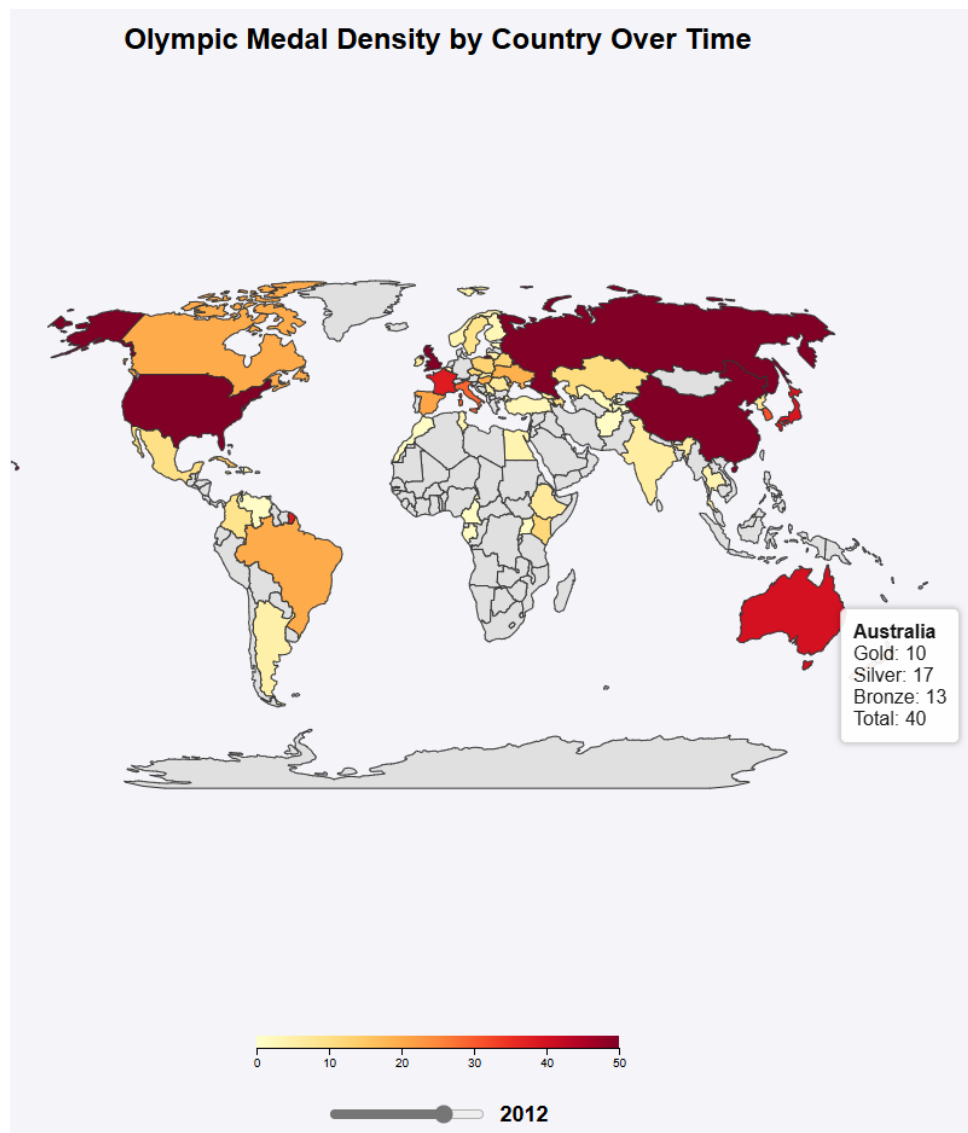 Olympic Medal Density by Country Over Time
Australia
Gold: 10
Silver: 17
Bronze: 13
Total: 40
0 10 20 30 40 50
2012